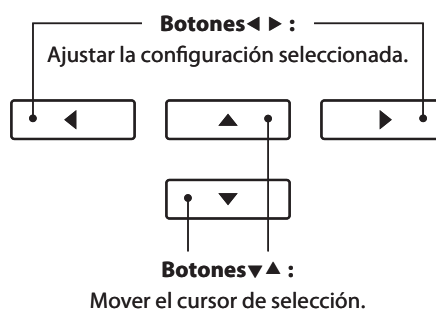 Botones◀ ▶ :
Ajustar la configuración seleccionada.
◀ ▲ ▶
▼
Botones▼▲ :
Mover el cursor de selección.